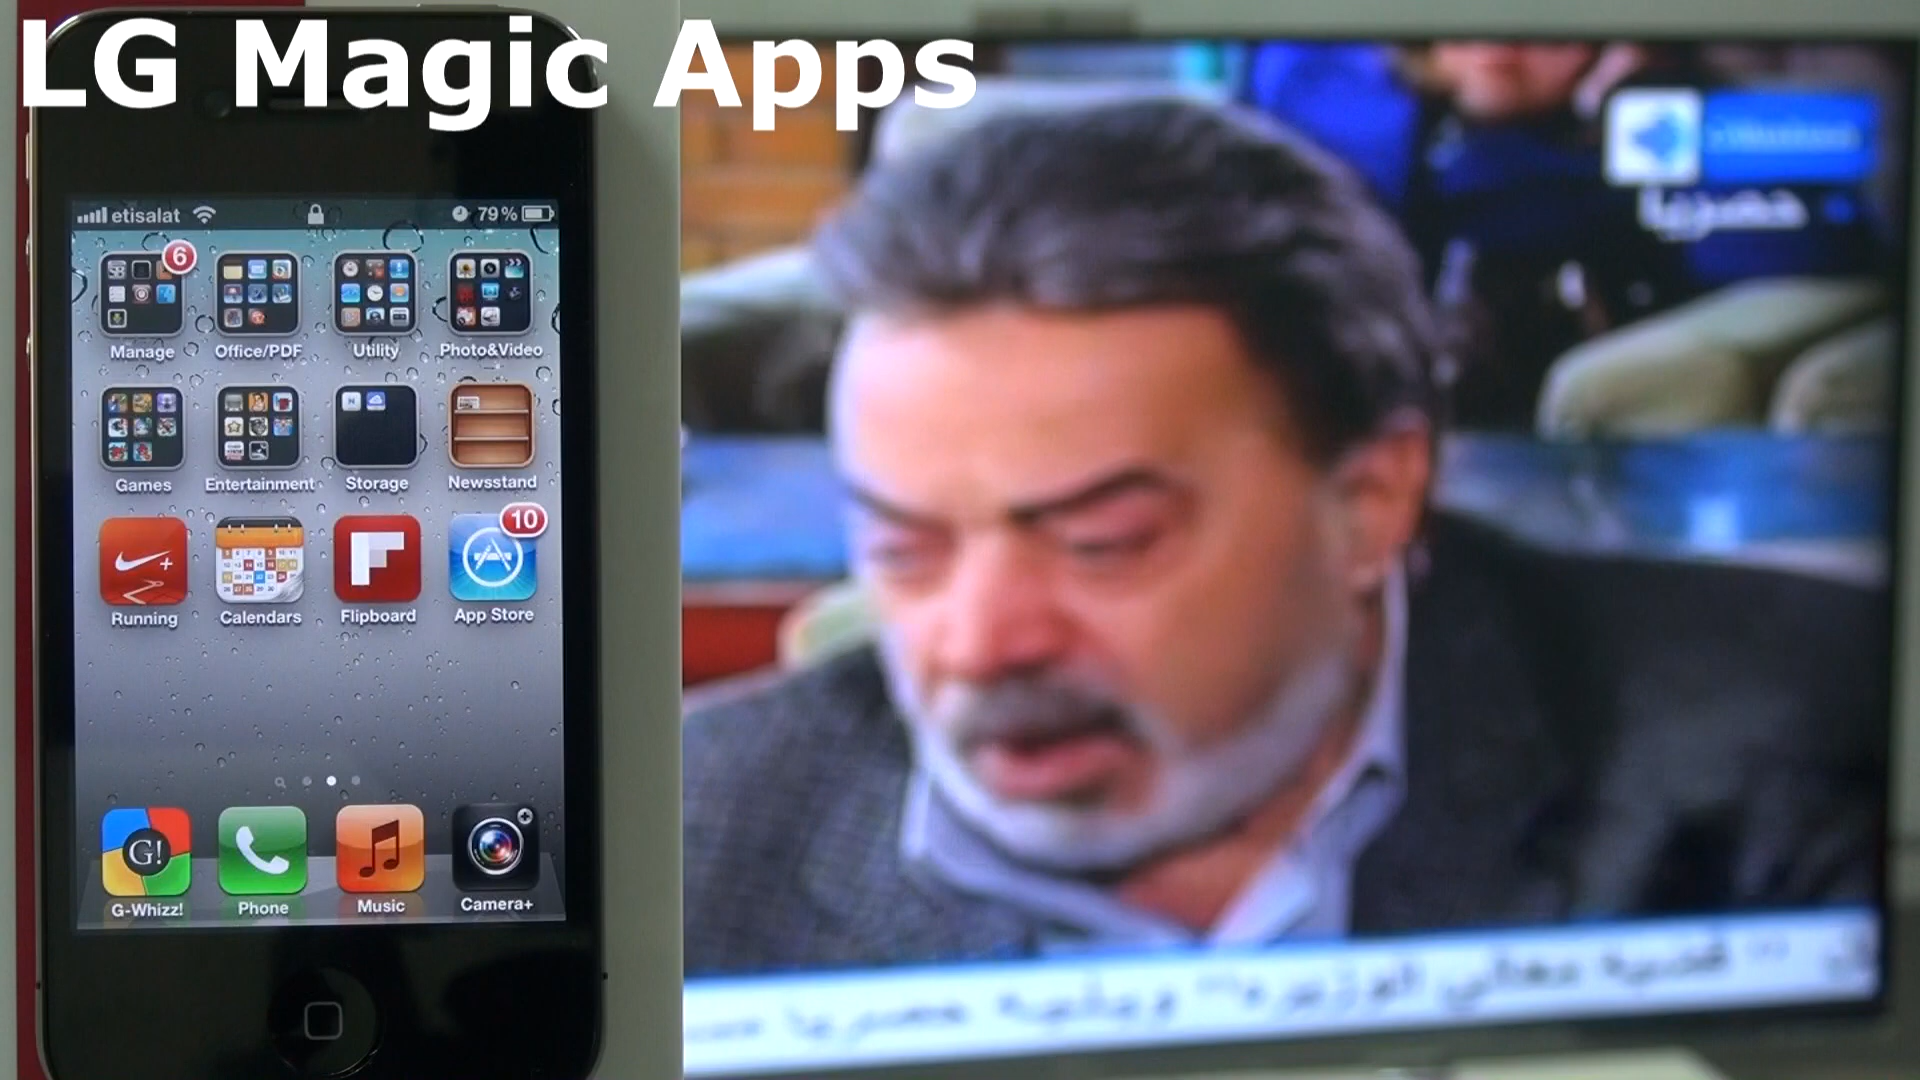 LG Magic Apps
etisalat 79%
6
Manage Office/PDF Utility Photo&Video
Games Entertainment Storage Newsstand
10
Running Calendars Flipboard App Store
G!
G-Whizz! Phone Music Camera+
حصريا